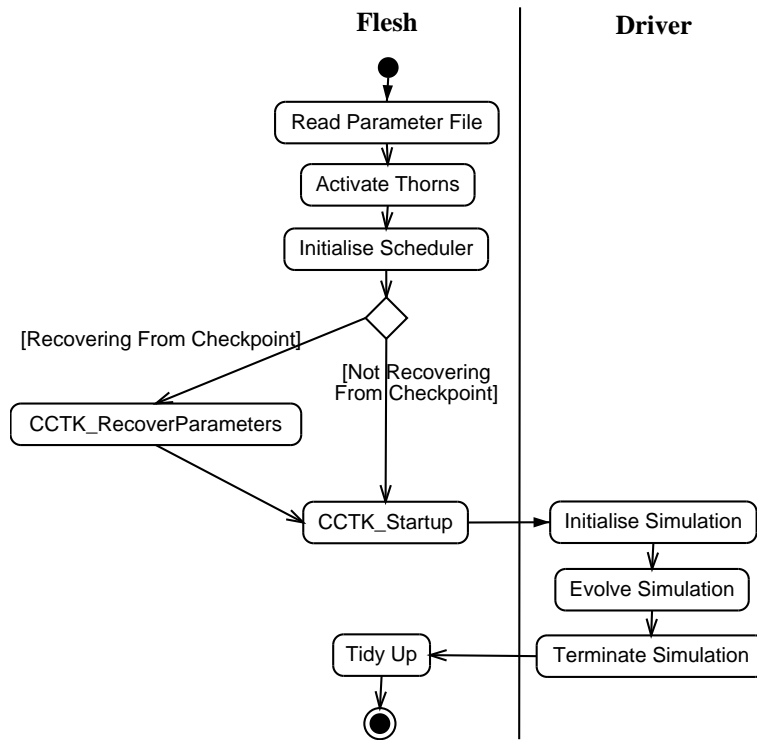 Flesh
Driver
Read Parameter File
Activate Thorns
Initialise Scheduler
[Recovering From Checkpoint]
[Not Recovering
From Checkpoint]
CCTK_RecoverParameters
CCTK_Startup
Initialise Simulation
Evolve Simulation
Tidy Up
Terminate Simulation